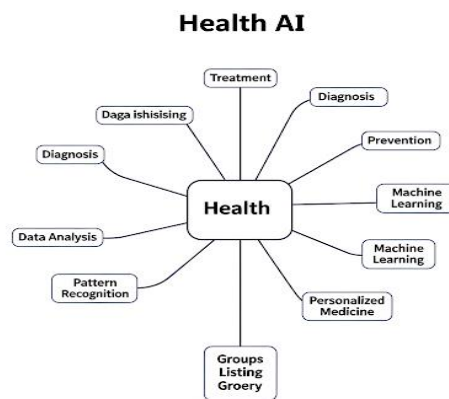 Health AI
Treatment
Diagnosis
Daga ishisising
Prevention
Diagnosis
Machine
Learning
Health
Data Analysis
Machine
Learning
Pattern
Recognition
Personalized
Medicine
Groups
Listing
Groery